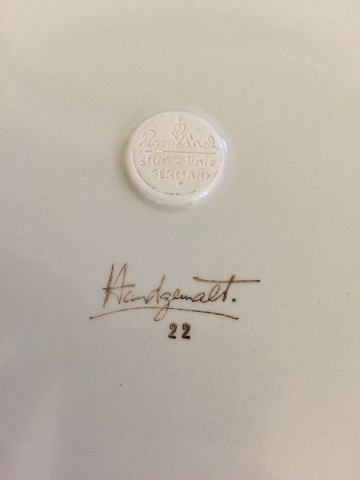 Rosenthal
studio-linie
GERMANY
Handgemalt.
22